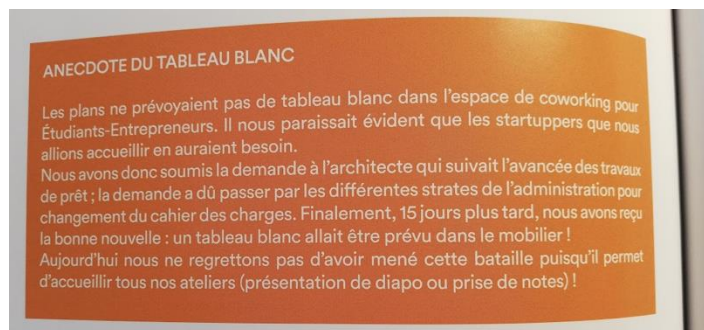 ANECDOTE DU TABLEAU BLANC
Les plans ne prévoyaient pas de tableau blanc dans l'espace de coworking pour
Étudiants-Entrepreneurs. Il nous paraissait évident que les startuppers que nous
allions accueillir en auraient besoin.
Nous avons donc soumis la demande à l'architecte qui suivait l'avancée des travaux
de prêt ; la demande a dû passer par les différentes strates de l'administration pour
changement du cahier des charges. Finalement, 15 jours plus tard, nous avons reçu
la bonne nouvelle : un tableau blanc allait être prévu dans le mobilier !
Aujourd'hui nous ne regrettons pas d'avoir mené cette bataille puisqu'il permet
d'accueillir tous nos ateliers (présentation de diapo ou prise de notes) !